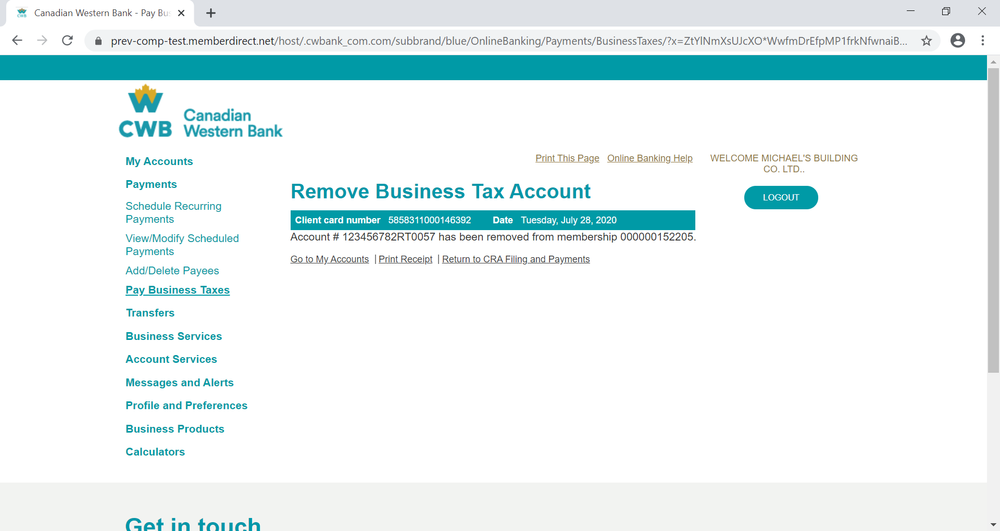 Canadian Western Bank - Pay Bus
prev-comp-test.memberdirect.net/host/.cwbank_com.com/subbrand/blue/OnlineBanking/Payments/BusinessTaxes/?x=ZtYlNmXsUJcXO*WwfmDrEfpMP1frkNfwnaiB...
CWB
Canadian
Western Bank
My Accounts
Payments
Schedule Recurring
Payments
View/Modify Scheduled
Payments
Add/Delete Payees
Pay Business Taxes
Transfers
Business Services
Account Services
Messages and Alerts
Profile and Preferences
Business Products
Calculators
Print This Page Online Banking Help
WELCOME MICHAEL'S BUILDING
CO. LTD..
LOGOUT
Remove Business Tax Account
Client card number 5858311000146392 Date Tuesday, July 28, 2020
Account # 123456782RT0057 has been removed from membership 000000152205.
Go to My Accounts | Print Receipt | Return to CRA Filing and Payments
Get in touch